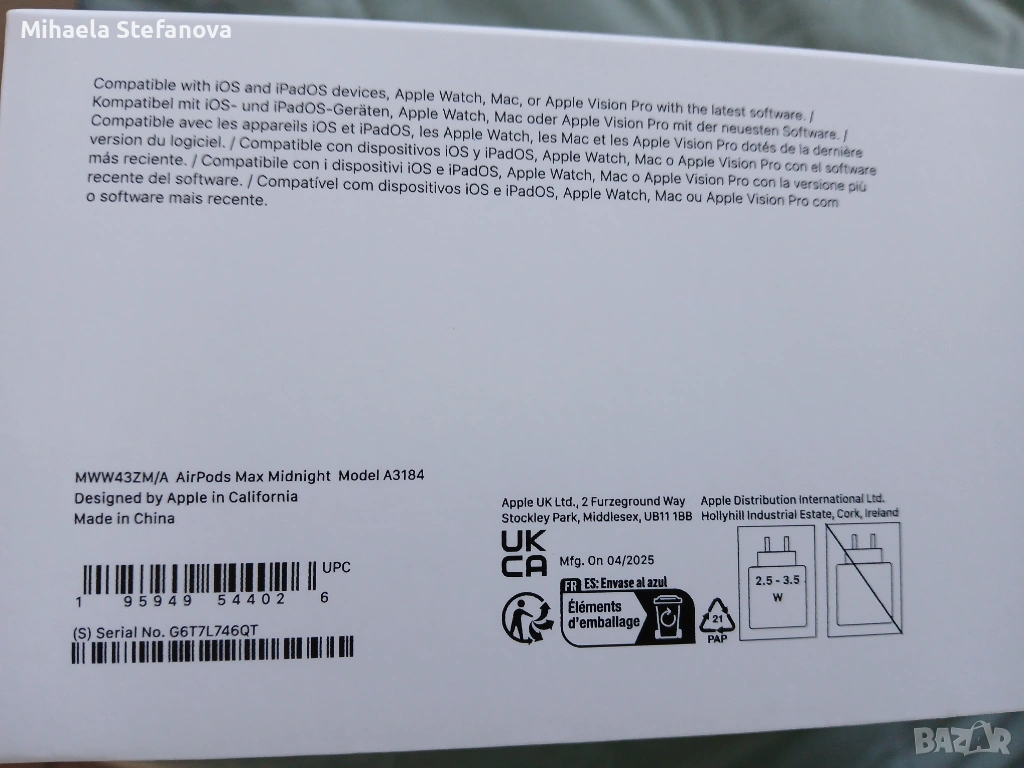 Mihaela Stefanova
Compatible with iOS and iPadOS devices, Apple Watch, Mac, or Apple Vision Pro with the latest software. /
Kompatibel mit iOS- und iPadOS-Geräten, Apple Watch, Mac oder Apple Vision Pro mit der neuesten Software. /
Compatible avec les appareils iOS et iPadOS, les Apple Watch, les Mac et les Apple Vision Pro dotés de la dernière
version du logiciel. / Compatible con dispositivos iOS y iPadOS, Apple Watch, Mac o Apple Vision Pro con el software
más reciente. / Compatibile con i dispositivi iOS e iPadOS, Apple Watch, Mac o Apple Vision Pro con la versione più
recente del software. / Compatível com dispositivos iOS e iPadOS, Apple Watch, Mac ou Apple Vision Pro com
o software mais recente.
MWW43ZM/A AirPods Max Midnight Model A3184
Designed by Apple in California
Made in China
UPC
1 95949 54402 6
(S) Serial No. G6T7L746QT
Apple UK Ltd., 2 Furzeground Way
Stockley Park, Middlesex, UB11 1BB
Apple Distribution International Ltd.
Hollyhill Industrial Estate, Cork, Ireland
UK
CA
Mfg. On 04/2025
FR ES: Envase al azul
Éléments
d'emballage
21
PAP
2.5 - 3.5
W
BAZAR